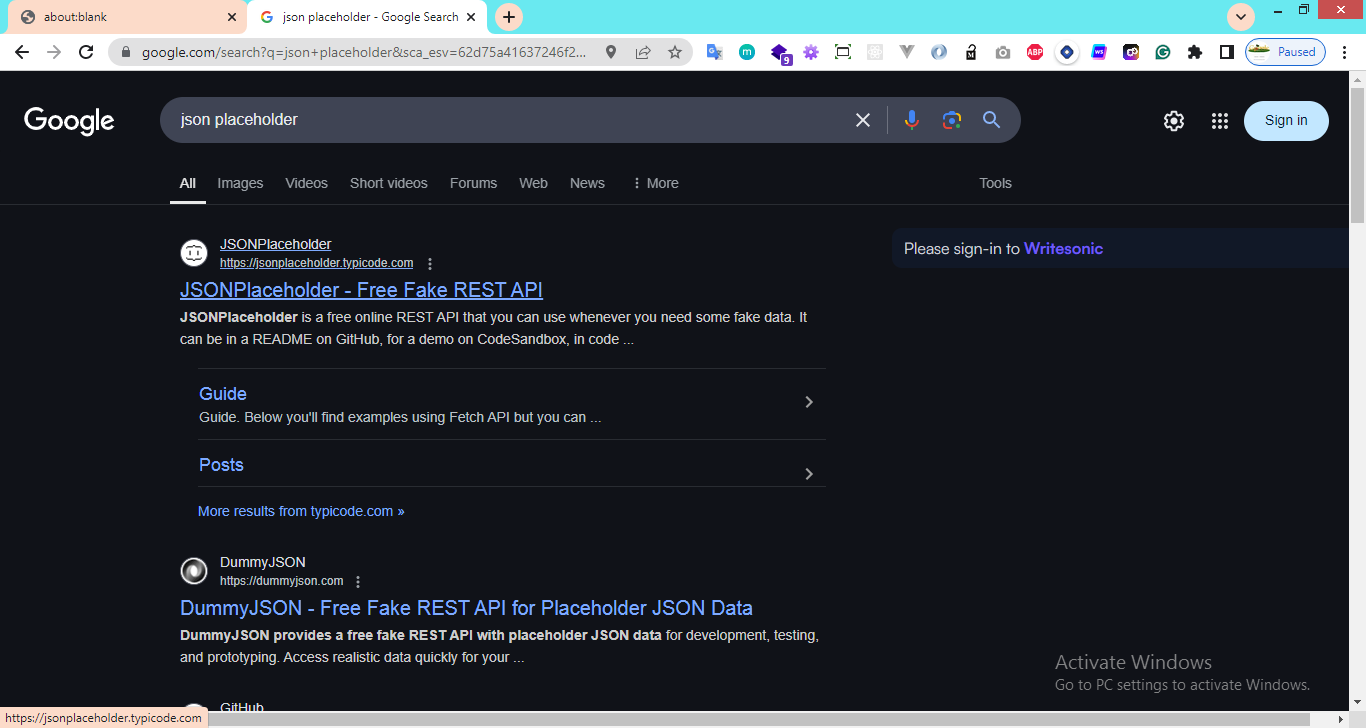 about:blank
json placeholder - Google Search
google.com/search?q=json+placeholder&sca_esv=62d75a41637246f2...
m
9
M
ABP
WS
G
Paused
Google
json placeholder
Sign in
All
Images
Videos
Short videos
Forums
Web
News
More
Tools
JSONPlaceholder
https://jsonplaceholder.typicode.com
JSONPlaceholder - Free Fake REST API
JSONPlaceholder is a free online REST API that you can use whenever you need some fake data. It
can be in a README on GitHub, for a demo on CodeSandbox, in code ...
Please sign-in to Writesonic
Guide
Guide. Below you'll find examples using Fetch API but you can ...
Posts
More results from typicode.com »
DummyJSON
https://dummyjson.com
DummyJSON - Free Fake REST API for Placeholder JSON Data
DummyJSON provides a free fake REST API with placeholder JSON data for development, testing,
and prototyping. Access realistic data quickly for your ...
Activate Windows
Go to PC settings to activate Windows.
GitHub
https://jsonplaceholder.typicode.com